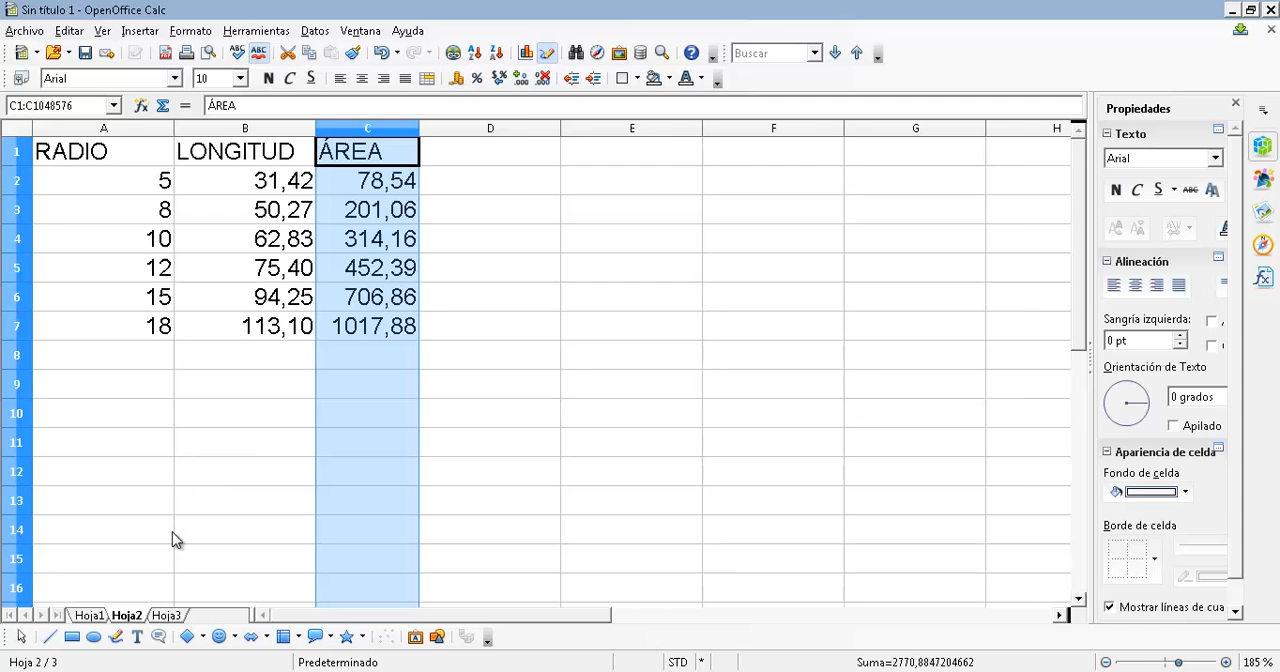 Sin título 1 - OpenOffice Calc
Archivo Editar Ver Insertar Formato Herramientas Datos Ventana Ayuda
Buscar
Arial 10 N C S
C1:C1048576 ÁREA
A B C D E F G H
1 RADIO LONGITUD ÁREA
2 5 31,42 78,54
3 8 50,27 201,06
4 10 62,83 314,16
5 12 75,40 452,39
6 15 94,25 706,86
7 18 113,10 1017,88
8
9
10
11
12
13
14
15
16
Propiedades
Texto
Arial
N C S ABC
Alineación
Sangría izquierda:
0 pt
Orientación de Texto
0 grados
Apilado
Apariencia de celda
Fondo de celda
Borde de celda
Mostrar líneas de cua
Hoja1 Hoja2 Hoja3
Hoja 2 / 3 Predeterminado STD * Suma=2770,8847204662 185 %